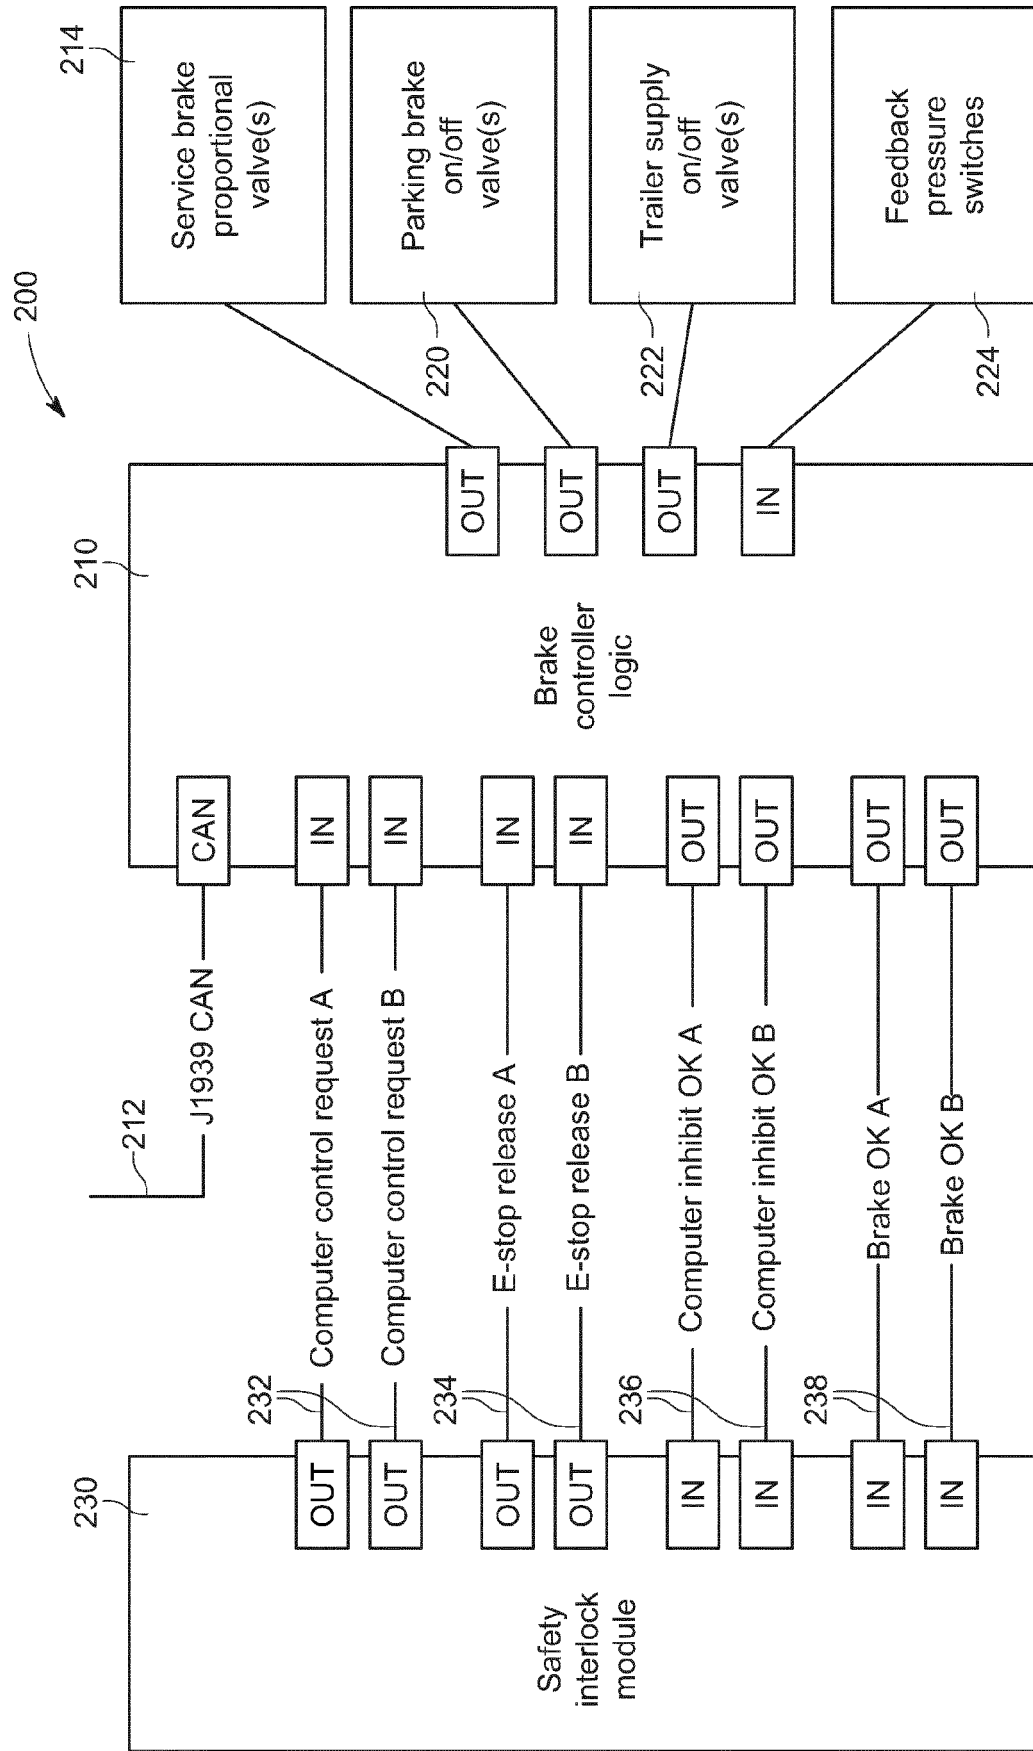 200
230
Safety
interlock
module
OUT
OUT
OUT
OUT
IN
IN
IN
IN
232
234
236
238
212
J1939 CAN
Computer control request A
Computer control request B
E-stop release A
E-stop release B
Computer inhibit OK A
Computer inhibit OK B
Brake OK A
Brake OK B
210
CAN
IN
IN
IN
IN
OUT
OUT
OUT
OUT
Brake
controller
logic
OUT
OUT
OUT
IN
214
Service brake
proportional
valve(s)
220
Parking brake
on/off
valve(s)
222
Trailer supply
on/off
valve(s)
224
Feedback
pressure
switches